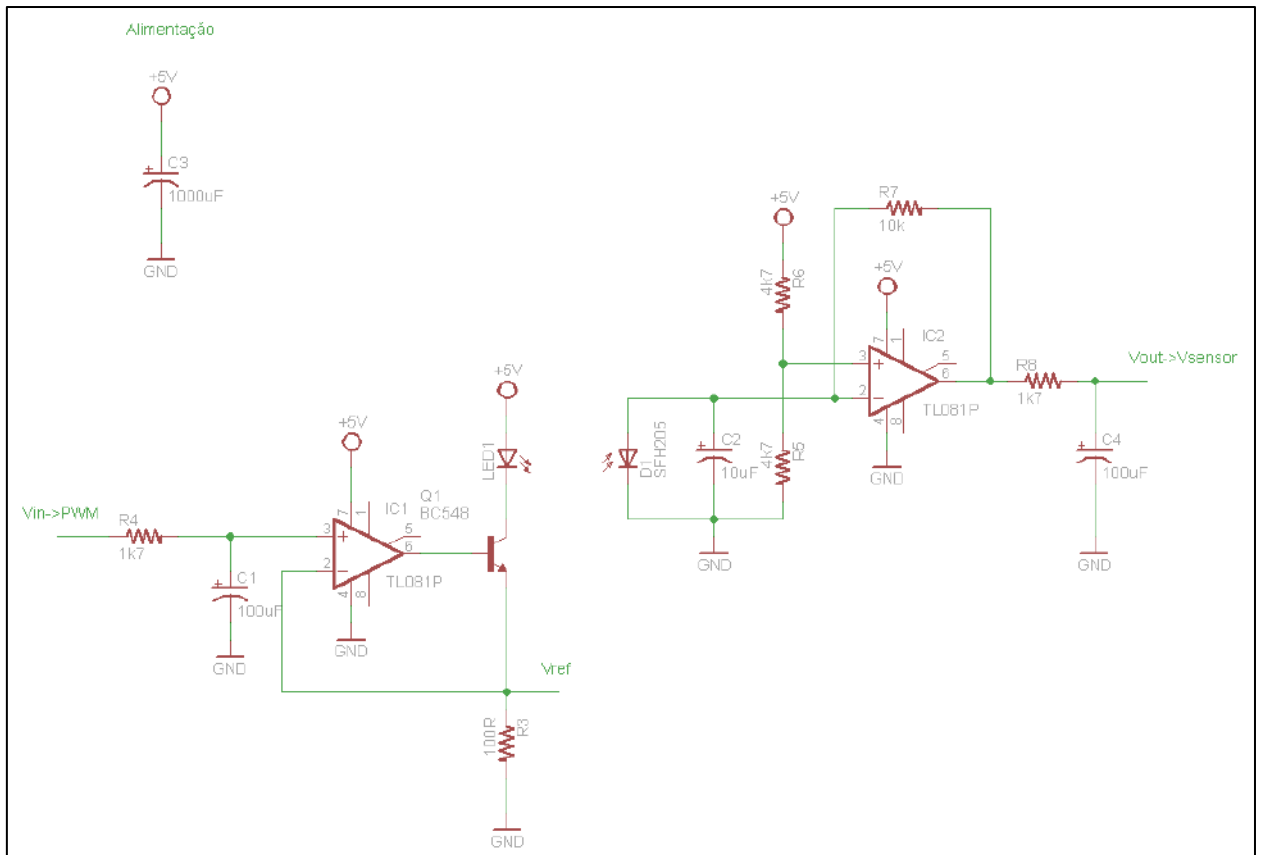 Alimentação
+5V
C3
+
1000uF
GND
R7
10k
+5V
+5V
4k7
R6
IC2
7
1
5
3
+
6
2
-
TL081P
4
8
GND
R8
1k7
Vout->Vsensor
D1
SFH205
+
C2
10uF
4k7
R5
+
C4
100uF
GND
GND
+5V
LED1
+5V
Q1
BC548
IC1
7
1
5
3
+
6
2
-
TL081P
4
8
GND
Vin->PWM
R4
1k7
+
C1
100uF
GND
Vref
100R
R3
GND